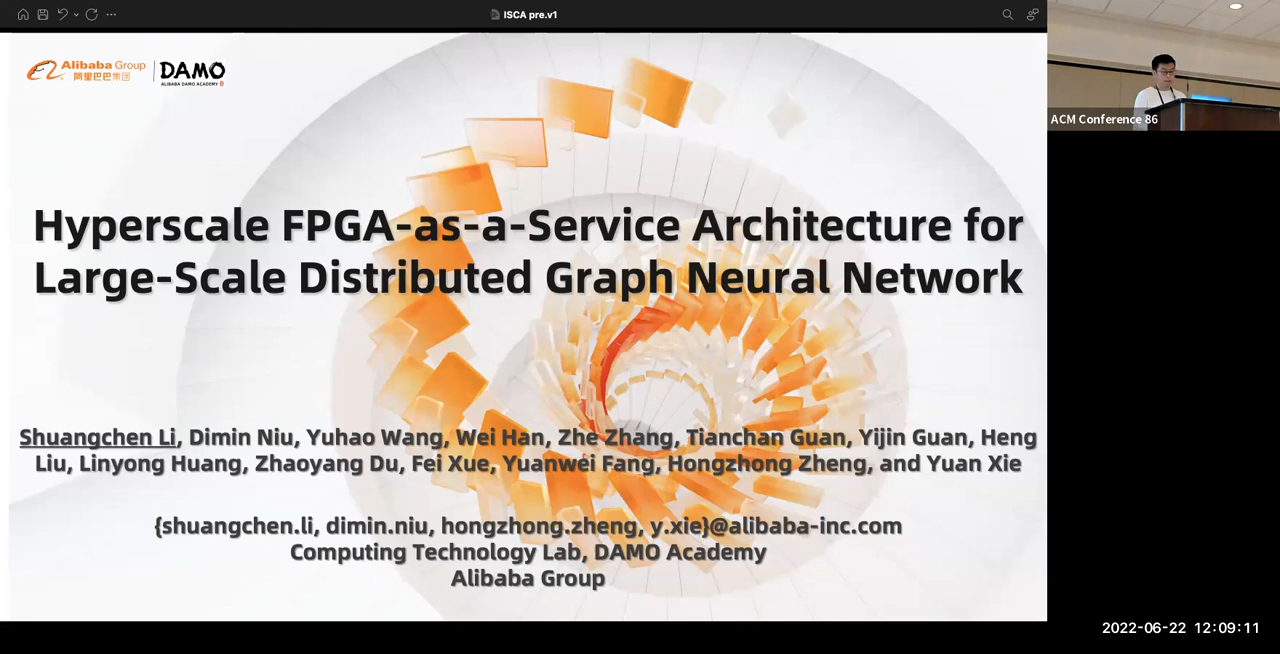 ISCA pre.v1
Alibaba Group
阿里巴巴集团
DAMO
ALIBABA DAMO ACADEMY
ACM Conference 86
Hyperscale FPGA-as-a-Service Architecture for
Large-Scale Distributed Graph Neural Network
Shuangchen Li, Dimin Niu, Yuhao Wang, Wei Han, Zhe Zhang, Tianchan Guan, Yijin Guan, Heng
Liu, Linyong Huang, Zhaoyang Du, Fei Xue, Yuanwei Fang, Hongzhong Zheng, and Yuan Xie
{shuangchen.li, dimin.niu, hongzhong.zheng, y.xie}@alibaba-inc.com
Computing Technology Lab, DAMO Academy
Alibaba Group
2022-06-22 12:09:11